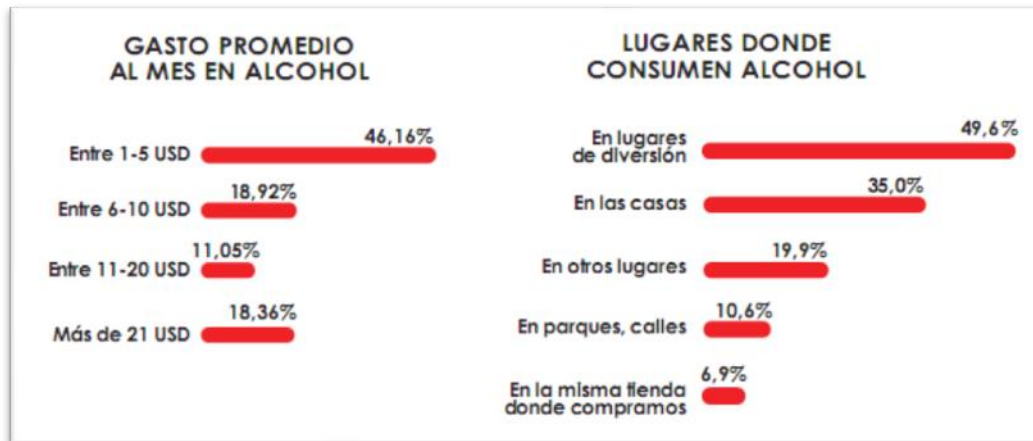 GASTO PROMEDIO
AL MES EN ALCOHOL
Entre 1-5 USD
46,16%
Entre 6-10 USD
18,92%
Entre 11-20 USD
11,05%
Más de 21 USD
18,36%
LUGARES DONDE
CONSUMEN ALCOHOL
En lugares
de diversión
49,6%
En las casas
35,0%
En otros lugares
19,9%
En parques, calles
10,6%
En la misma tienda
donde compramos
6,9%